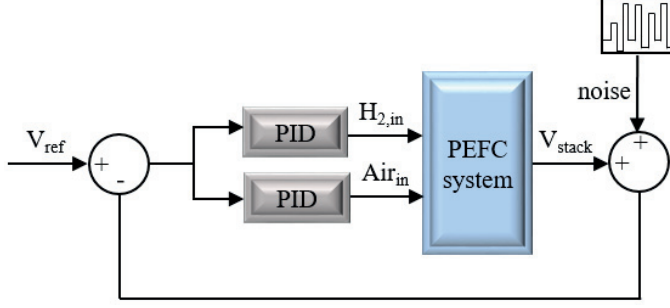 noise
V_ref
+
-
PID
H_2,in
PID
Air_in
PEFC
system
V_stack
+
+